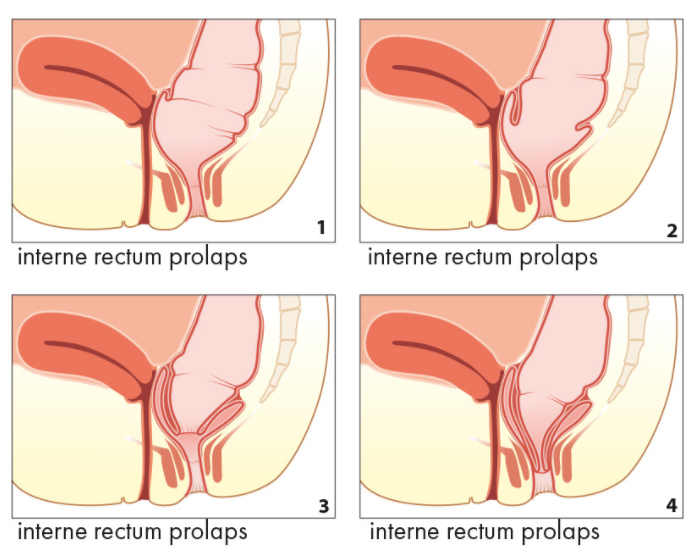 1
2
interne rectum prolaps
interne rectum prolaps
3
4
interne rectum prolaps
interne rectum prolaps